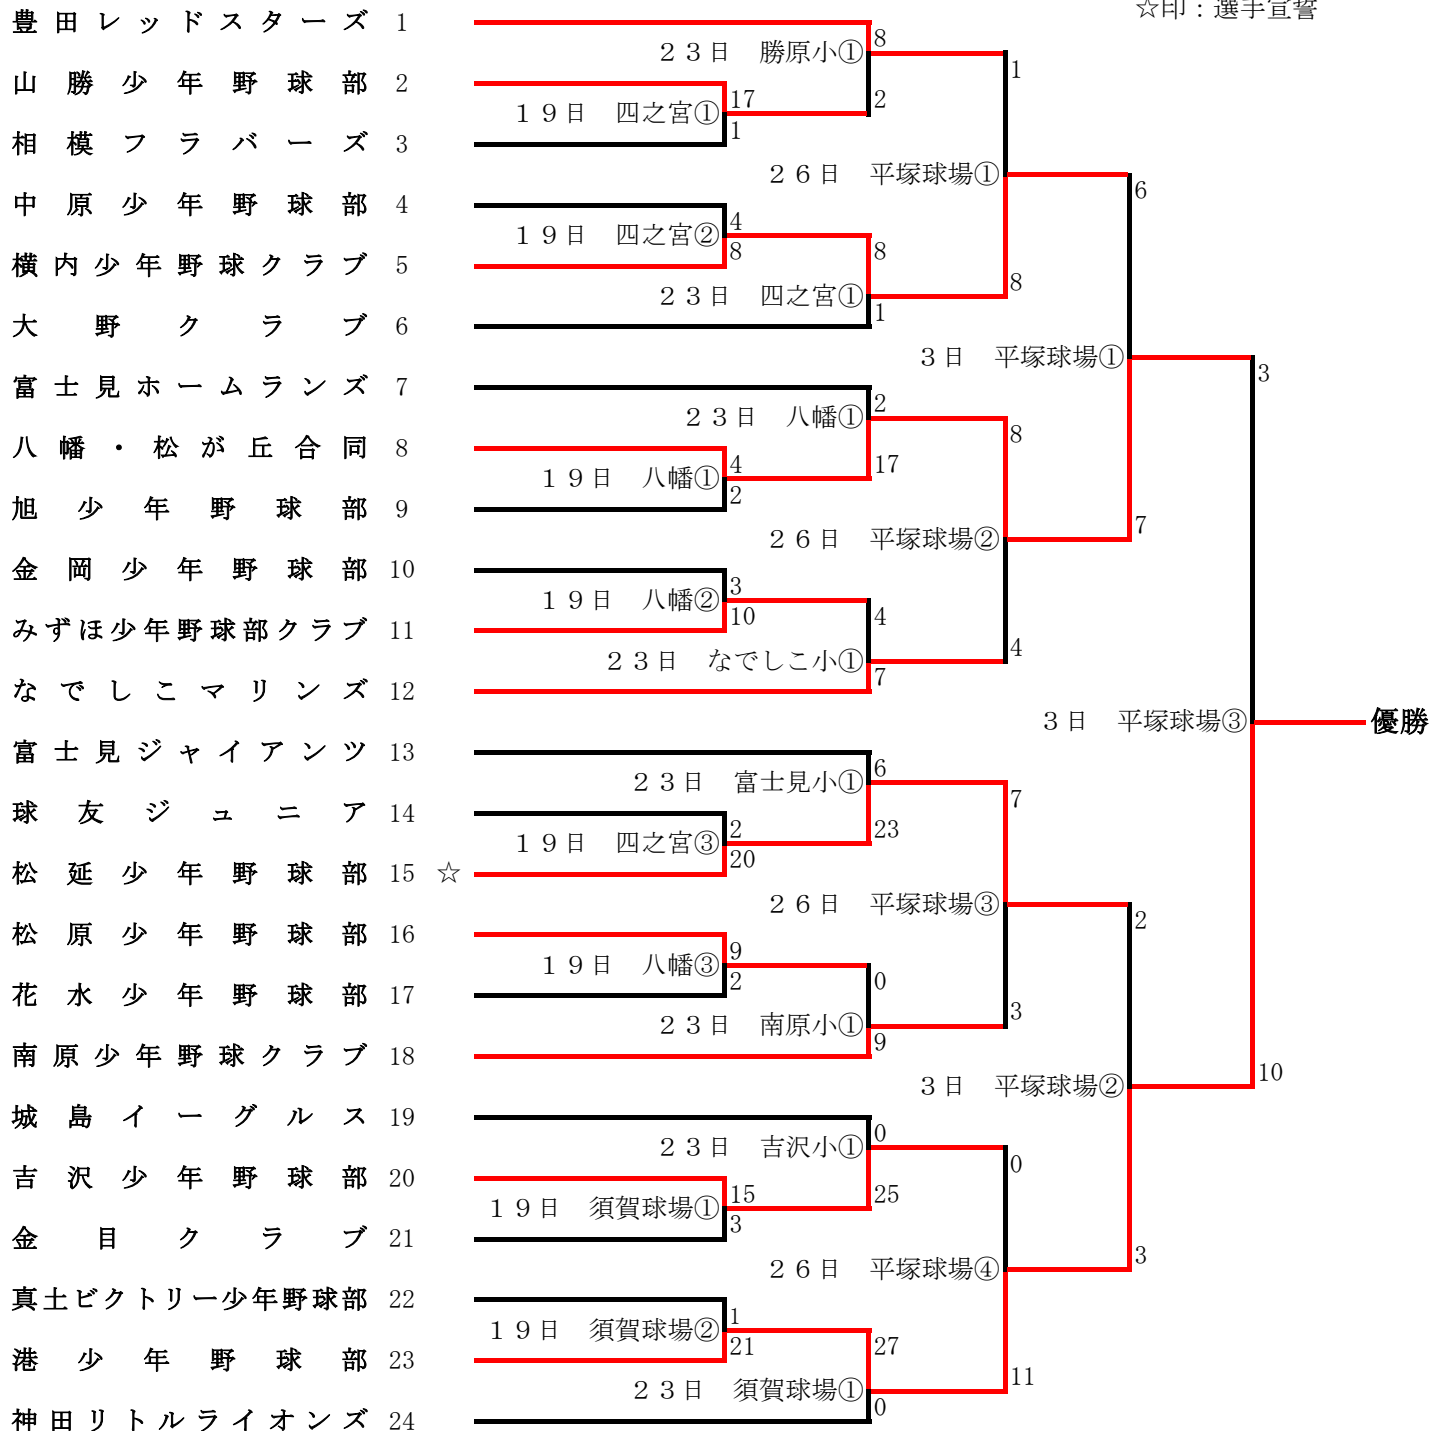 ☆印：選手宣誓
豊田レッドスターズ 1
8
２３日 勝原小①
1
山勝少年野球部 2
17
2
１９日 四之宮①
1
相模フラバーズ 3
２６日 平塚球場①
6
中原少年野球部 4
4
１９日 四之宮②
8
8
横内少年野球クラブ 5
8
２３日 四之宮①
1
大野クラブ 6
３日 平塚球場①
3
富士見ホームランズ 7
2
２３日 八幡①
8
八幡・松が丘合同 8
4
17
１９日 八幡①
2
旭少年野球部 9
7
２６日 平塚球場②
金岡少年野球部 10
3
１９日 八幡②
10
4
みずほ少年野球部クラブ 11
4
２３日 なでしこ小①
7
なでしこマリンズ 12
３日 平塚球場③
優勝
富士見ジャイアンツ 13
6
２３日 富士見小①
7
球友ジュニア 14
2
23
１９日 四之宮③
20
松延少年野球部 15 ☆
２６日 平塚球場③
2
松原少年野球部 16
9
１９日 八幡③
2
0
花水少年野球部 17
3
２３日 南原小①
9
南原少年野球クラブ 18
10
３日 平塚球場②
城島イーグルス 19
0
２３日 吉沢小①
0
吉沢少年野球部 20
15
25
１９日 須賀球場①
3
金目クラブ 21
3
２６日 平塚球場④
真土ビクトリー少年野球部 22
1
１９日 須賀球場②
21
27
港少年野球部 23
11
２３日 須賀球場①
0
神田リトルライオンズ 24